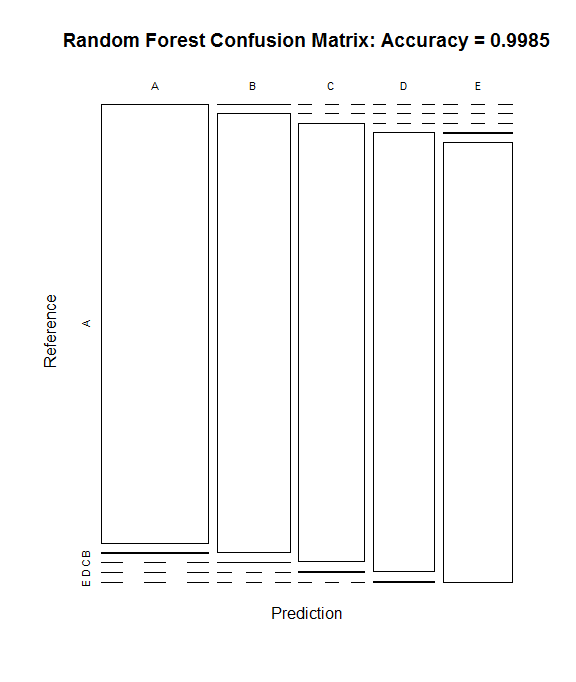 Random Forest Confusion Matrix: Accuracy = 0.9985
A B C D E
Reference
A
B
C
D
E
Prediction